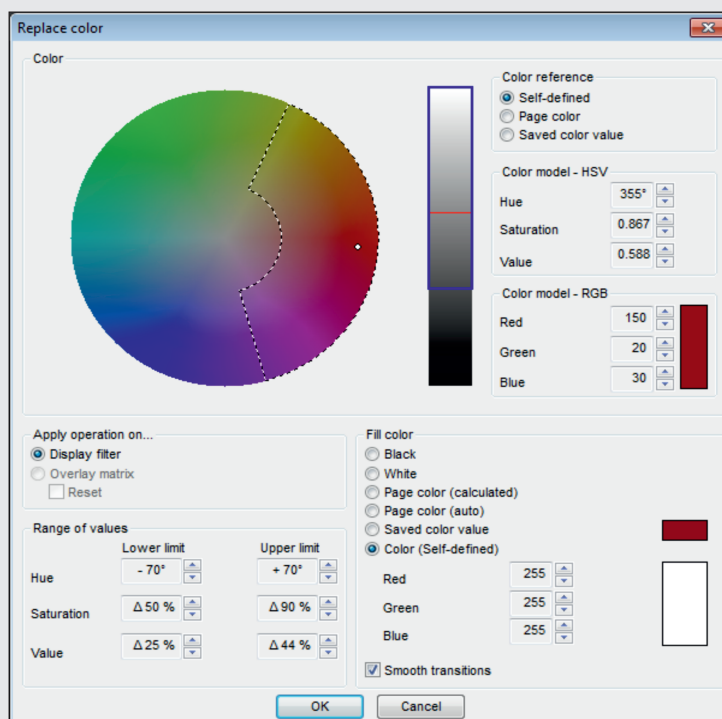 Replace color
Color
Color reference
Self-defined
Page color
Saved color value
Color model - HSV
Hue 355°
Saturation 0.867
Value 0.588
Color model - RGB
Red 150
Green 20
Blue 30
Apply operation on...
Display filter
Overlay matrix
Reset
Range of values
Lower limit Upper limit
Hue - 70° + 70°
Saturation Δ 50 % Δ 90 %
Value Δ 25 % Δ 44 %
Fill color
Black
White
Page color (calculated)
Page color (auto)
Saved color value
Color (Self-defined)
Red 255
Green 255
Blue 255
Smooth transitions
OK Cancel